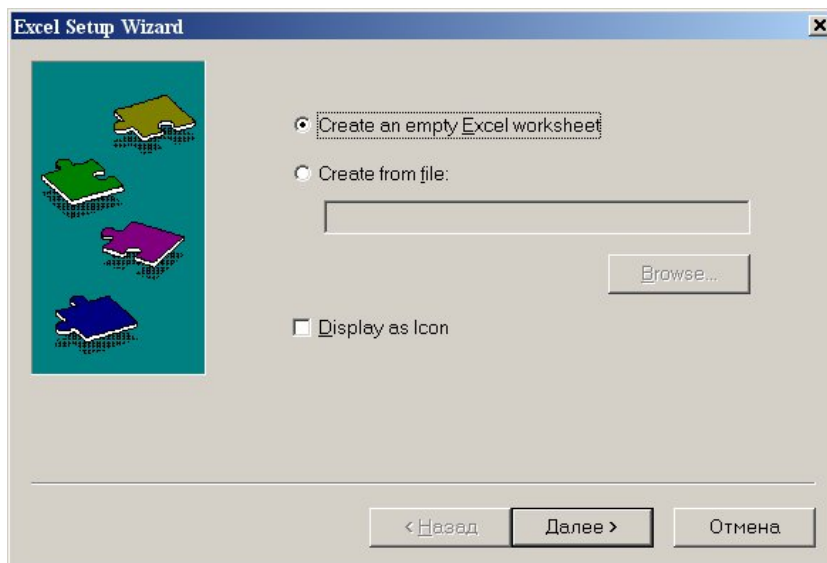 Excel Setup Wizard
Create an empty Excel worksheet
Create from file:
Browse...
Display as Icon
< Назад
Далее >
Отмена